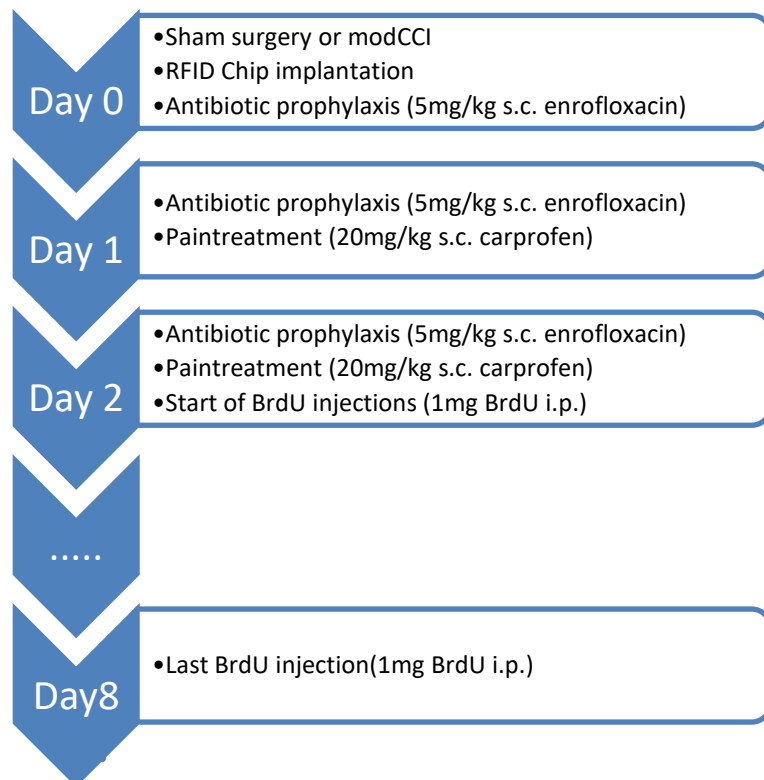 Day 0
•Sham surgery or modCCI
•RFID Chip implantation
•Antibiotic prophylaxis (5mg/kg s.c. enrofloxacin)
Day 1
•Antibiotic prophylaxis (5mg/kg s.c. enrofloxacin)
•Paintreatment (20mg/kg s.c. carprofen)
Day 2
•Antibiotic prophylaxis (5mg/kg s.c. enrofloxacin)
•Paintreatment (20mg/kg s.c. carprofen)
•Start of BrdU injections (1mg BrdU i.p.)
.....
Day8
•Last BrdU injection(1mg BrdU i.p.)